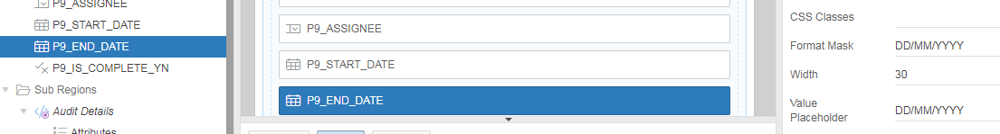 P9_ASSIGNEE
P9_START_DATE
P9_END_DATE
P9_IS_COMPLETE_YN
Sub Regions
Audit Details
Attributes
P9_ASSIGNEE
P9_START_DATE
P9_END_DATE
CSS Classes
Format Mask DD/MM/YYYY
Width 30
Value
Placeholder DD/MM/YYYY